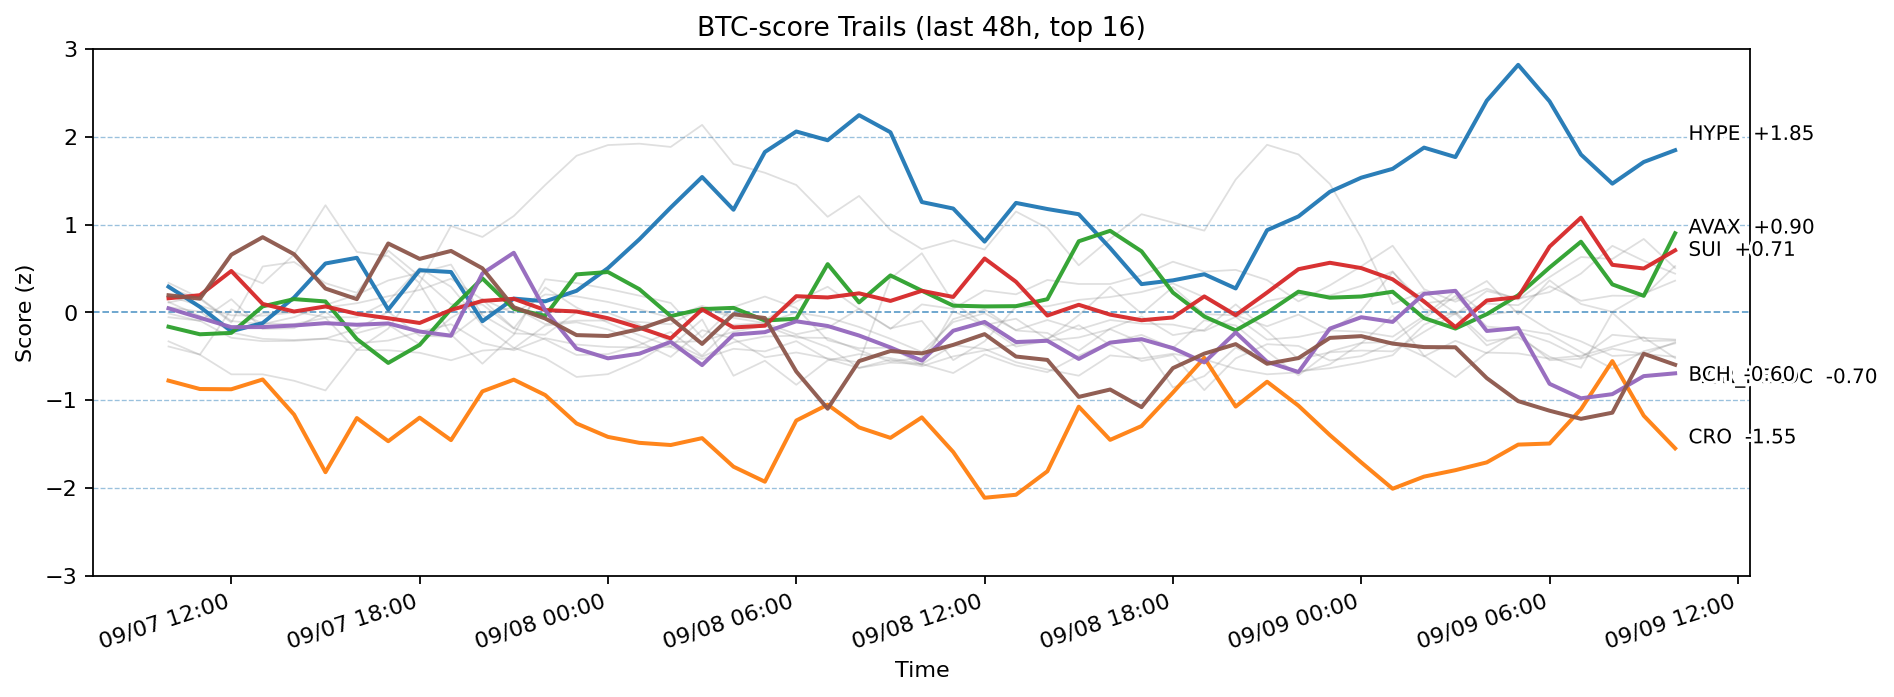 BTC-score Trails (last 48h, top 16)
Score (z)
3
2
1
0
−1
−2
−3
HYPE +1.85
AVAX +0.90
SUI +0.71
BCH -0.60
-0.70
CRO -1.55
09/07 12:00
09/07 18:00
09/08 00:00
09/08 06:00
09/08 12:00
09/08 18:00
09/09 00:00
09/09 06:00
09/09 12:00
Time